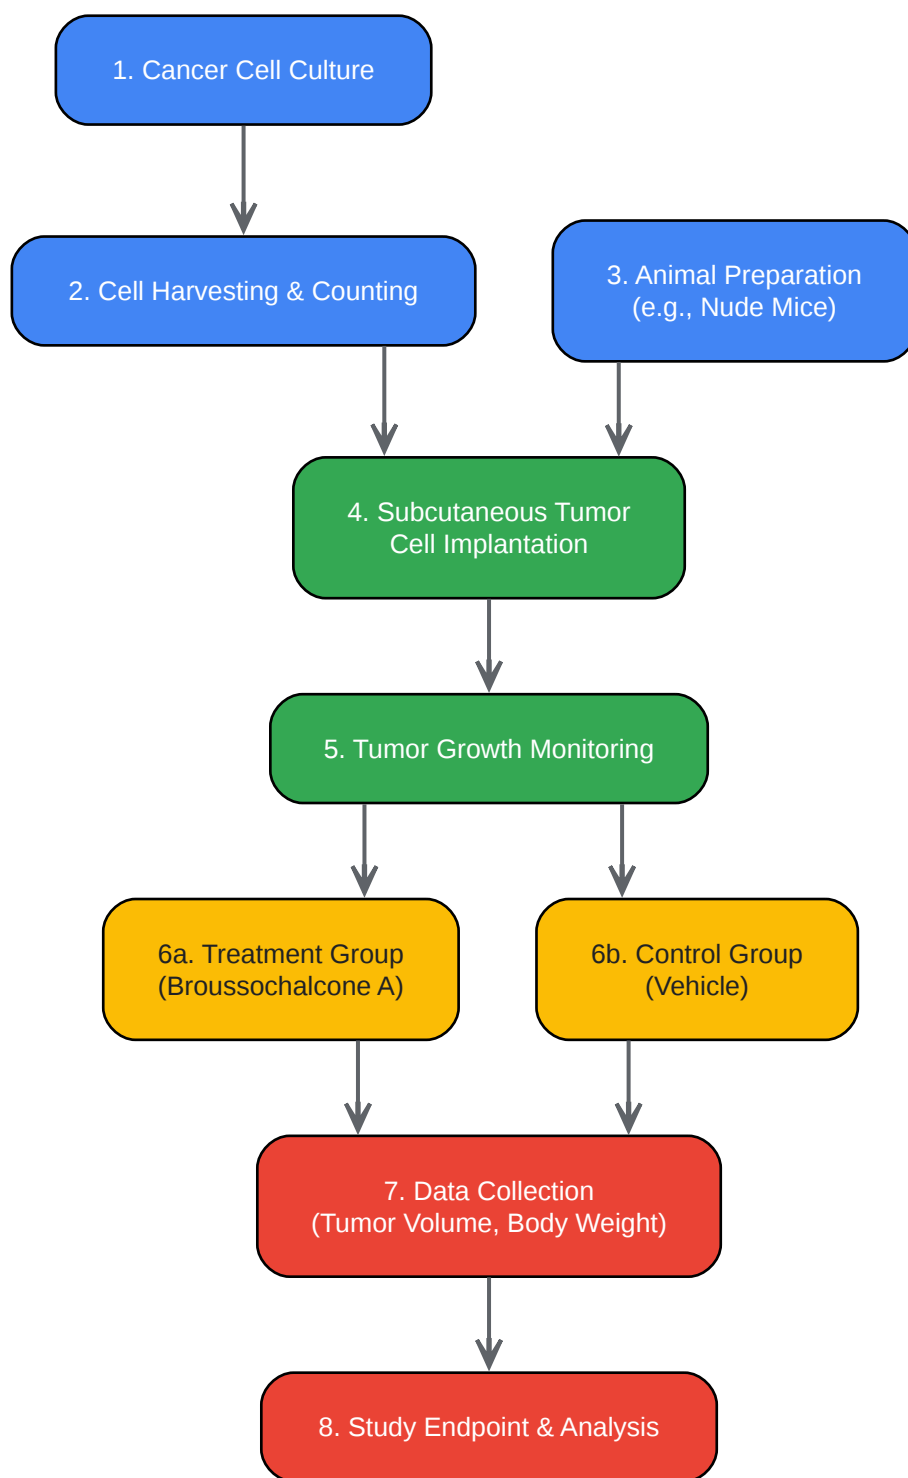 1. Cancer Cell Culture
2. Cell Harvesting & Counting
3. Animal Preparation
(e.g., Nude Mice)
4. Subcutaneous Tumor
Cell Implantation
5. Tumor Growth Monitoring
6a. Treatment Group
(Broussochalcone A)
6b. Control Group
(Vehicle)
7. Data Collection
(Tumor Volume, Body Weight)
8. Study Endpoint & Analysis